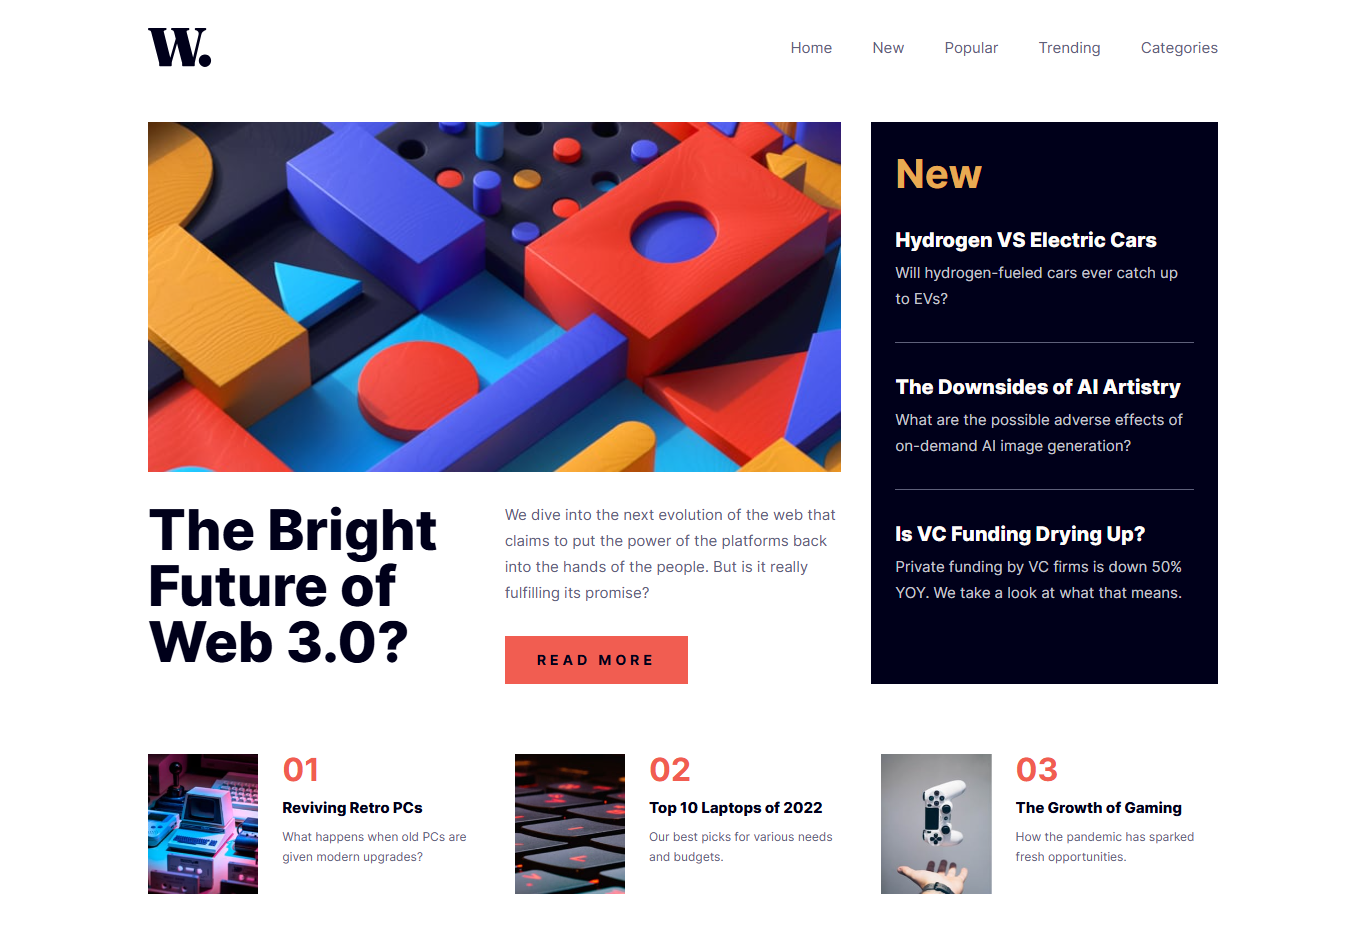 W.
Home New Popular Trending Categories
New
Hydrogen VS Electric Cars
Will hydrogen-fueled cars ever catch up
to EVs?
The Downsides of AI Artistry
What are the possible adverse effects of
on-demand AI image generation?
Is VC Funding Drying Up?
Private funding by VC firms is down 50%
YOY. We take a look at what that means.
The Bright
Future of
Web 3.0?
We dive into the next evolution of the web that
claims to put the power of the platforms back
into the hands of the people. But is it really
fulfilling its promise?
READ MORE
01
Reviving Retro PCs
What happens when old PCs are
given modern upgrades?
02
Top 10 Laptops of 2022
Our best picks for various needs
and budgets.
03
The Growth of Gaming
How the pandemic has sparked
fresh opportunities.